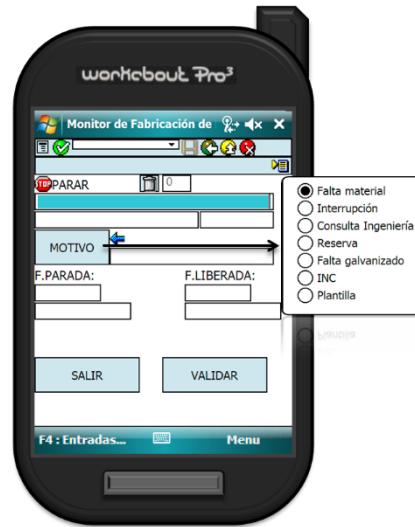 workabout Pro³
Monitor de Fabricación de
STOP PARAR 0
MOTIVO
F.PARADA: F.LIBERADA:
SALIR VALIDAR
F4 : Entradas... Menu
Falta material
Interrupción
Consulta Ingeniería
Reserva
Falta galvanizado
INC
Plantilla